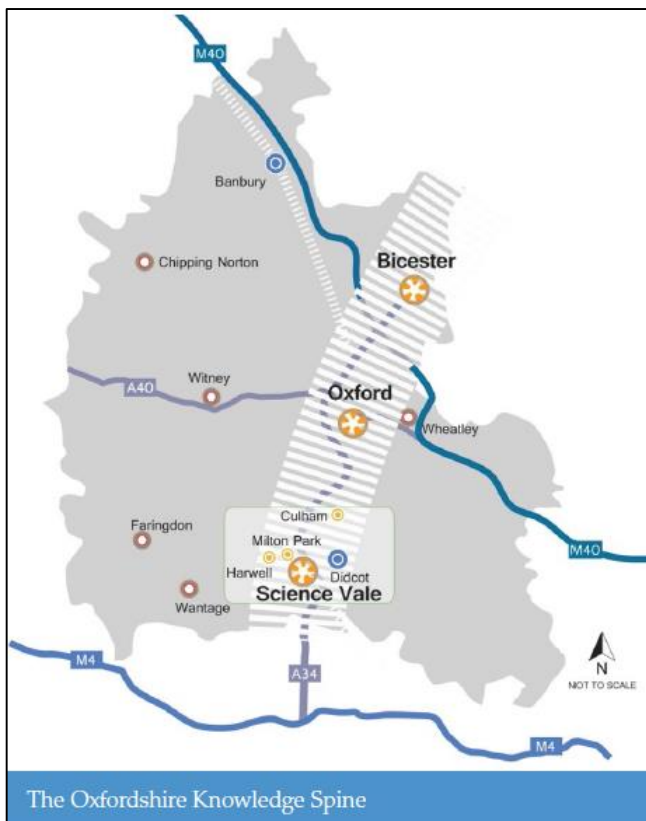 M40
Banbury
Chipping Norton
Bicester
A40
Witney
Oxford
Wheatley
Culham
Faringdon
Milton Park
Harwell
Didcot
Science Vale
Wantage
M40
N
NOT TO SCALE
M4
A34
M4
The Oxfordshire Knowledge Spine